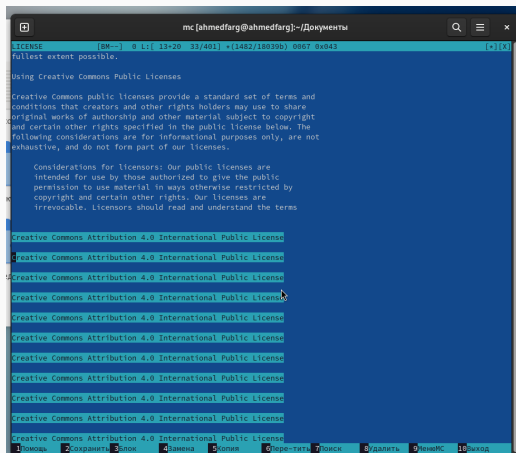 mc [ahmedfarg@ahmedfarg]:~/Документы
LICENSE [BM--] 0 L:[ 13+20 33/401] *(1482/18039b) 0067 0x043 [*][X]
fullest extent possible.
Using Creative Commons Public Licenses
Creative Commons public licenses provide a standard set of terms and
conditions that creators and other rights holders may use to share
original works of authorship and other material subject to copyright
and certain other rights specified in the public license below. The
following considerations are for informational purposes only, are not
exhaustive, and do not form part of our licenses.
Considerations for licensors: Our public licenses are
intended for use by those authorized to give the public
permission to use material in ways otherwise restricted by
copyright and certain other rights. Our licenses are
irrevocable. Licensors should read and understand the terms
Creative Commons Attribution 4.0 International Public License
Creative Commons Attribution 4.0 International Public License
Creative Commons Attribution 4.0 International Public License
Creative Commons Attribution 4.0 International Public License
Creative Commons Attribution 4.0 International Public License
Creative Commons Attribution 4.0 International Public License
Creative Commons Attribution 4.0 International Public License
Creative Commons Attribution 4.0 International Public License
Creative Commons Attribution 4.0 International Public License
Creative Commons Attribution 4.0 International Public License
Creative Commons Attribution 4.0 International Public License
1Помощь 2Сохранить 3Блок 4Замена 5Копия 6Пере~тить 7Поиск 8Удалить 9МенюMC 10Выход